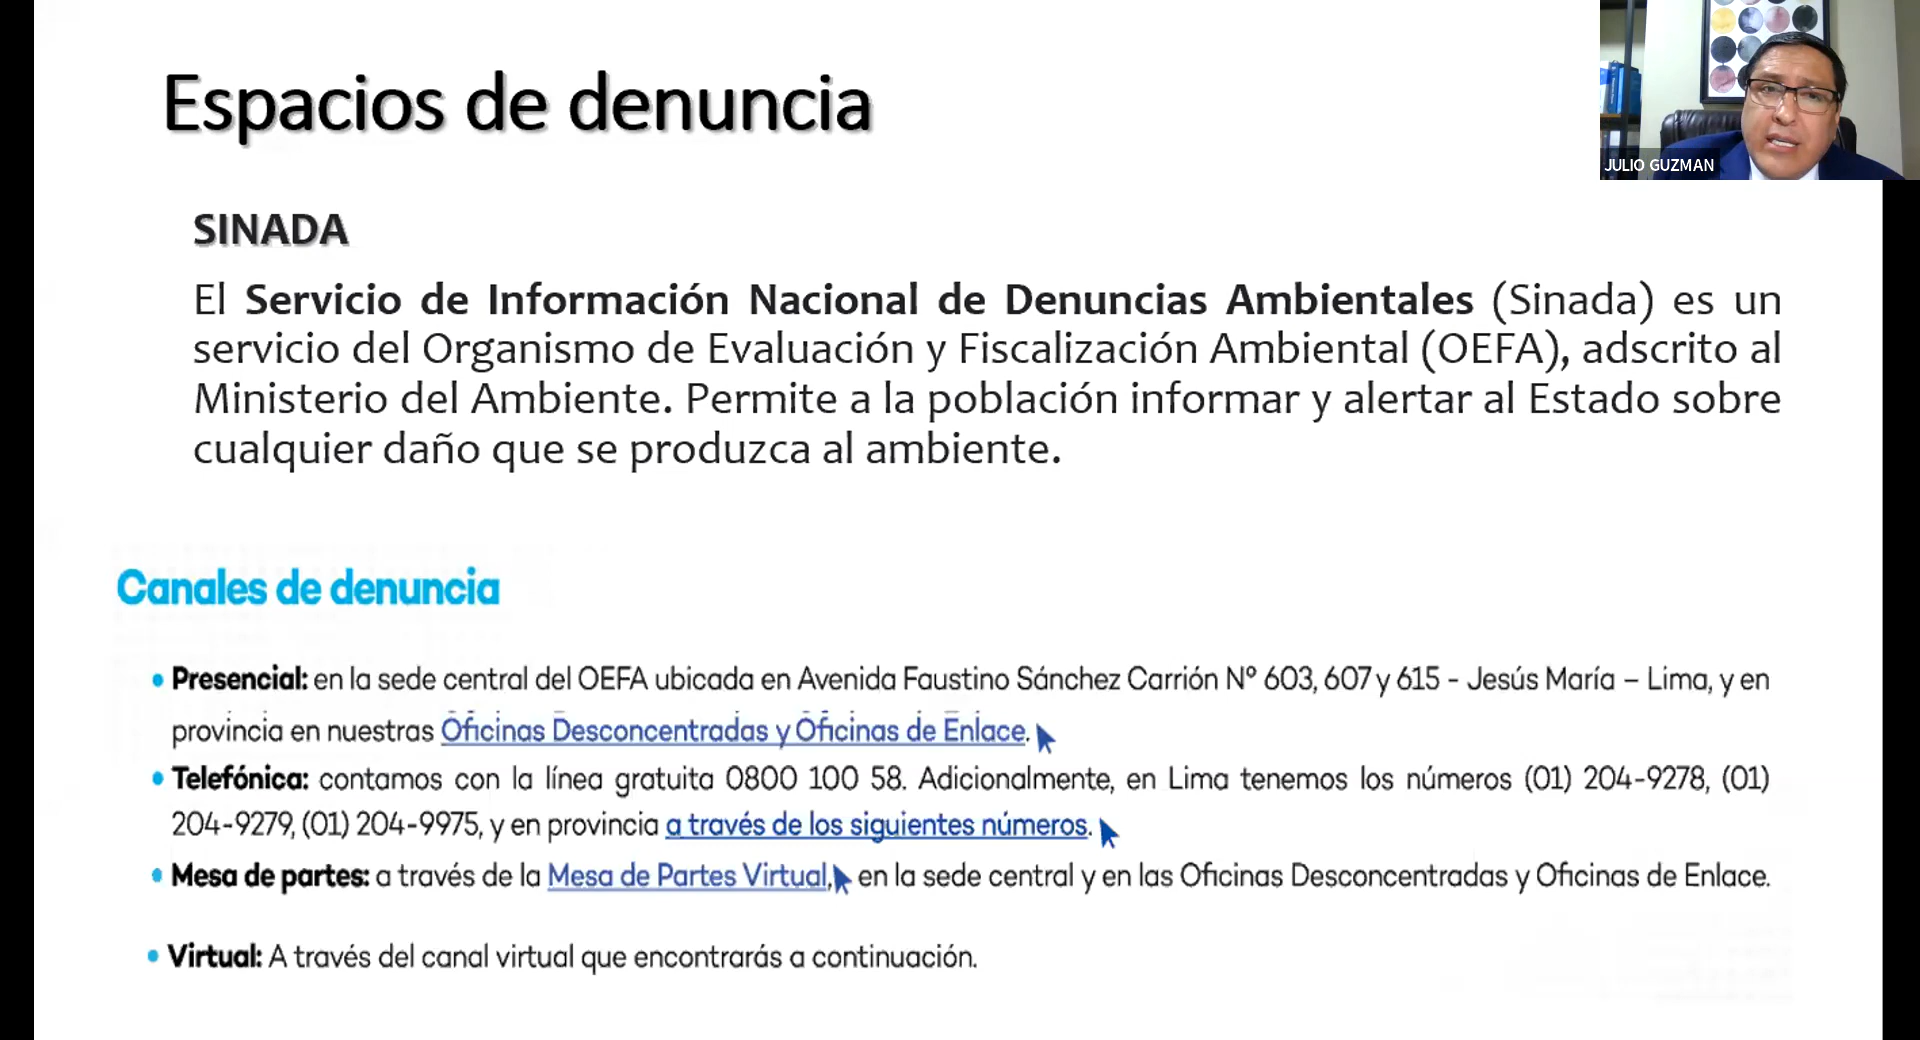 Espacios de denuncia
JULIO GUZMAN
SINADA
El Servicio de Información Nacional de Denuncias Ambientales (Sinada) es un
servicio del Organismo de Evaluación y Fiscalización Ambiental (OEFA), adscrito al
Ministerio del Ambiente. Permite a la población informar y alertar al Estado sobre
cualquier daño que se produzca al ambiente.
Canales de denuncia
• Presencial: en la sede central del OEFA ubicada en Avenida Faustino Sánchez Carrión Nº 603, 607 y 615 - Jesús María – Lima, y en
provincia en nuestras Oficinas Desconcentradas y Oficinas de Enlace.
• Telefónica: contamos con la línea gratuita 0800 100 58. Adicionalmente, en Lima tenemos los números (01) 204-9278, (01)
204-9279, (01) 204-9975, y en provincia a través de los siguientes números.
• Mesa de partes: a través de la Mesa de Partes Virtual, en la sede central y en las Oficinas Desconcentradas y Oficinas de Enlace.
• Virtual: A través del canal virtual que encontrarás a continuación.